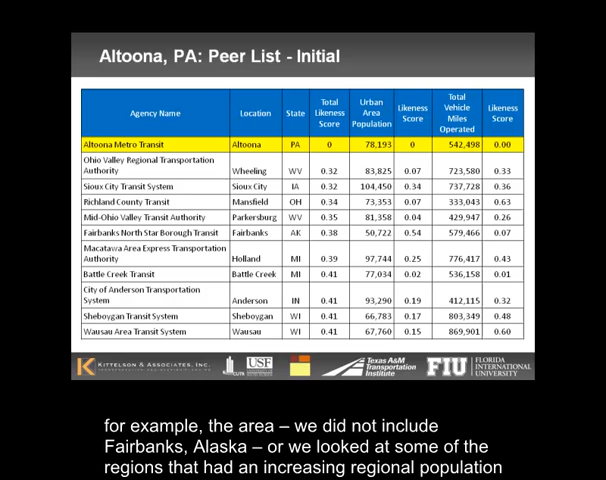 Altoona, PA: Peer List - Initial
Agency Name Location State Total Likeness Score Urban Area Population Likeness Score Total Vehicle Miles Operated Likeness Score
Altoona Metro Transit Altoona PA 0 78,193 0 542,498 0.00
Ohio Valley Regional Transportation Authority Wheeling WV 0.32 83,825 0.07 723,580 0.33
Sioux City Transit System Sioux City IA 0.32 104,450 0.34 737,728 0.36
Richland County Transit Mansfield OH 0.34 73,353 0.07 333,043 0.63
Mid-Ohio Valley Transit Authority Parkersburg WV 0.35 81,358 0.04 429,947 0.26
Fairbanks North Star Borough Transit Fairbanks AK 0.38 50,722 0.54 579,466 0.07
Macatawa Area Express Transportation Authority Holland MI 0.39 97,744 0.25 776,417 0.43
Battle Creek Transit Battle Creek MI 0.41 77,034 0.02 536,158 0.01
City of Anderson Transportation System Anderson IN 0.41 93,290 0.19 412,115 0.32
Sheboygan Transit System Sheboygan WI 0.41 66,783 0.17 803,349 0.48
Wausau Area Transit System Wausau WI 0.41 67,760 0.15 869,901 0.60
KITTELSON & ASSOCIATES, INC.
CUTR
USF
Texas A&M Transportation Institute
FIU FLORIDA INTERNATIONAL UNIVERSITY
for example, the area – we did not include
Fairbanks, Alaska – or we looked at some of the
regions that had an increasing regional population